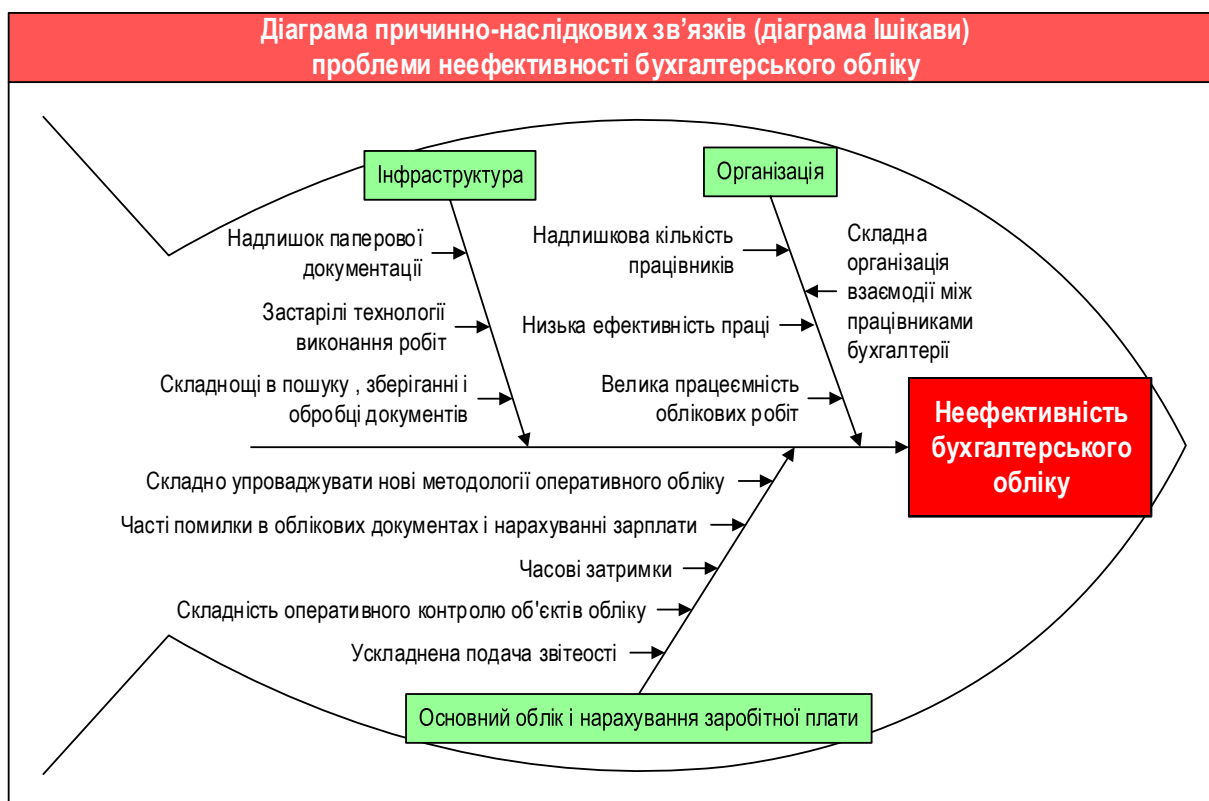 Діаграма причинно-наслідкових зв’язків (діаграма Ішікави)
проблеми неефективності бухгалтерського обліку
Інфраструктура
Організація
Надлишок паперової
документації
Застарілі технології
виконання робіт
Складнощі в пошуку , зберіганні і
обробці документів
Надлишкова кількість
працівників
Низька ефективність праці
Велика працеємність
облікових робіт
Складна
організація
взаємодії між
працівниками
бухгалтерії
Неефективність
бухгалтерського
обліку
Складно упроваджувати нові методології оперативного обліку
Часті помилки в облікових документах і нарахуванні зарплати
Часові затримки
Складність оперативного контролю об'єктів обліку
Ускладнена подача звітеості
Основний облік і нарахування заробітної плати